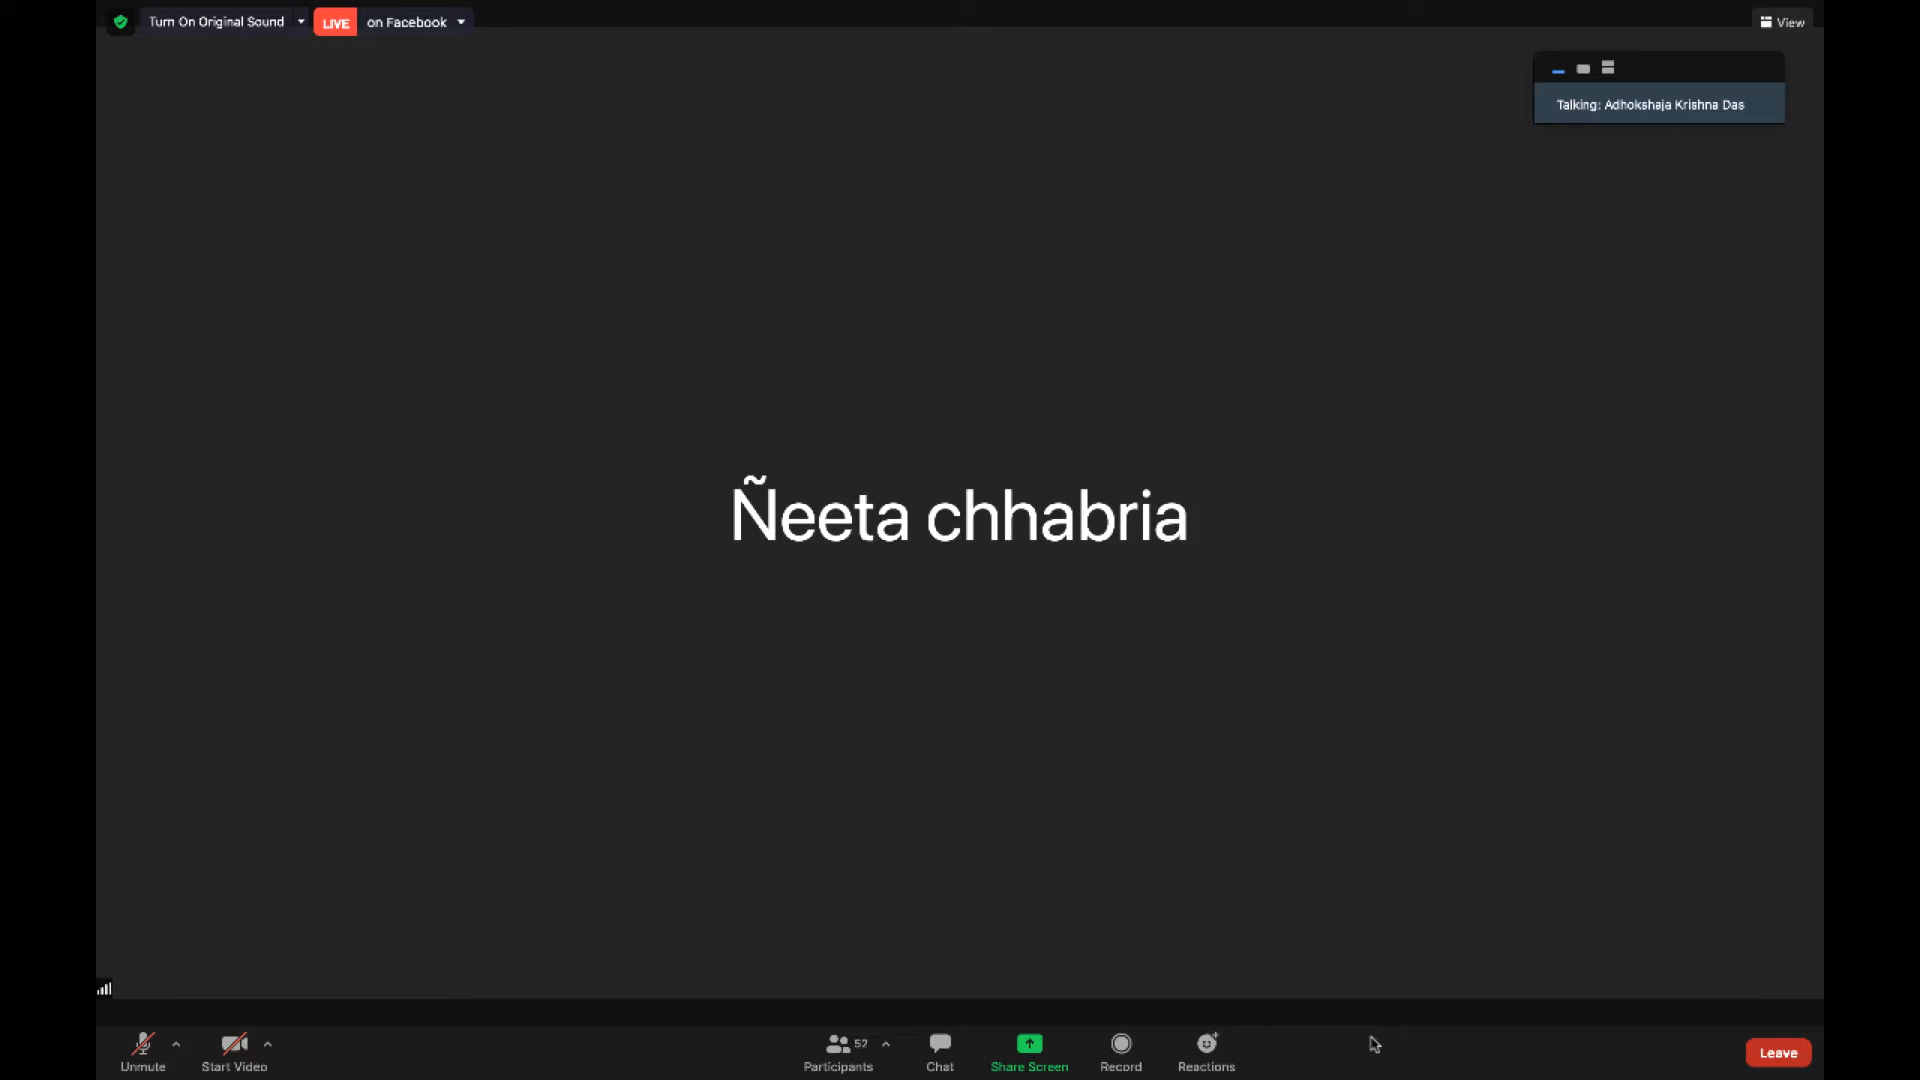 Turn On Original Sound
LIVE on Facebook
View
Talking: Adhokshaja Krishna Das
Ñeeta chhabria
Unmute
Start Video
52
Participants
Chat
Share Screen
Record
Reactions
Leave